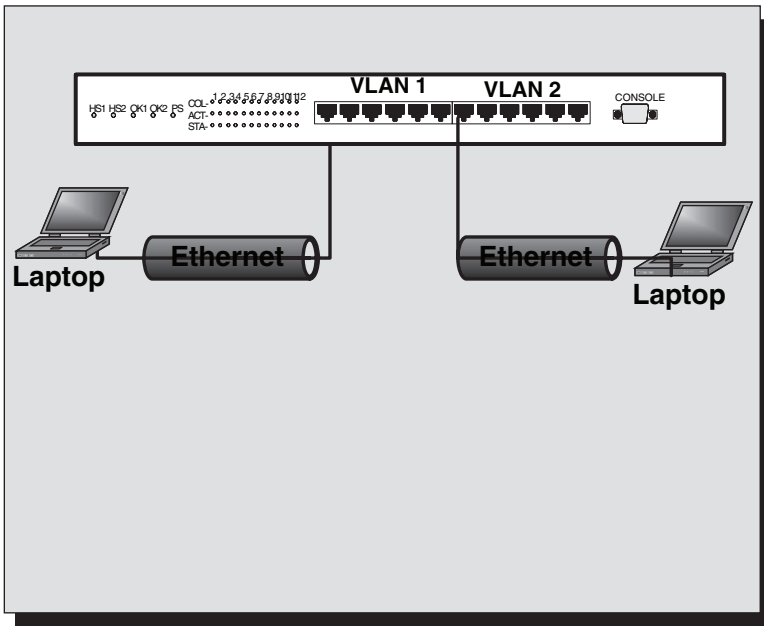 VLAN 1
VLAN 2
HS1 HS2 OK1 OK2 PS
COL-
1 2 3 4 5 6 7 8 9 10 11 12
ACT-
STA-
CONSOLE
Ethernet
Ethernet
Laptop
Laptop